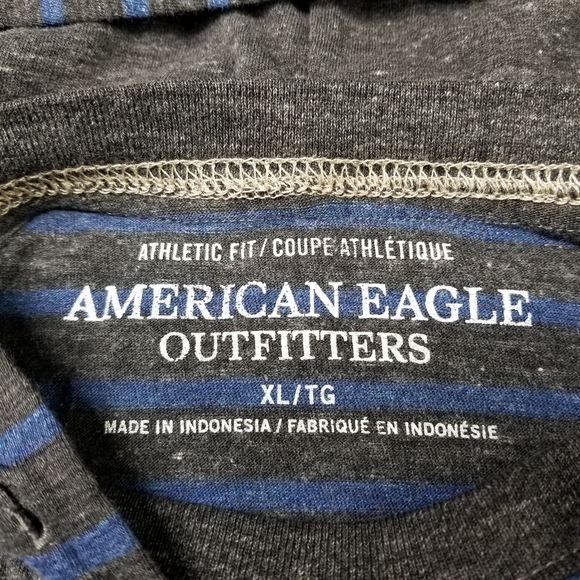 ATHLETIC FIT / COUPE ATHLÉTIQUE
AMERICAN EAGLE
OUTFITTERS
XL/TG
MADE IN INDONESIA / FABRIQUÉ EN INDONÉSIE